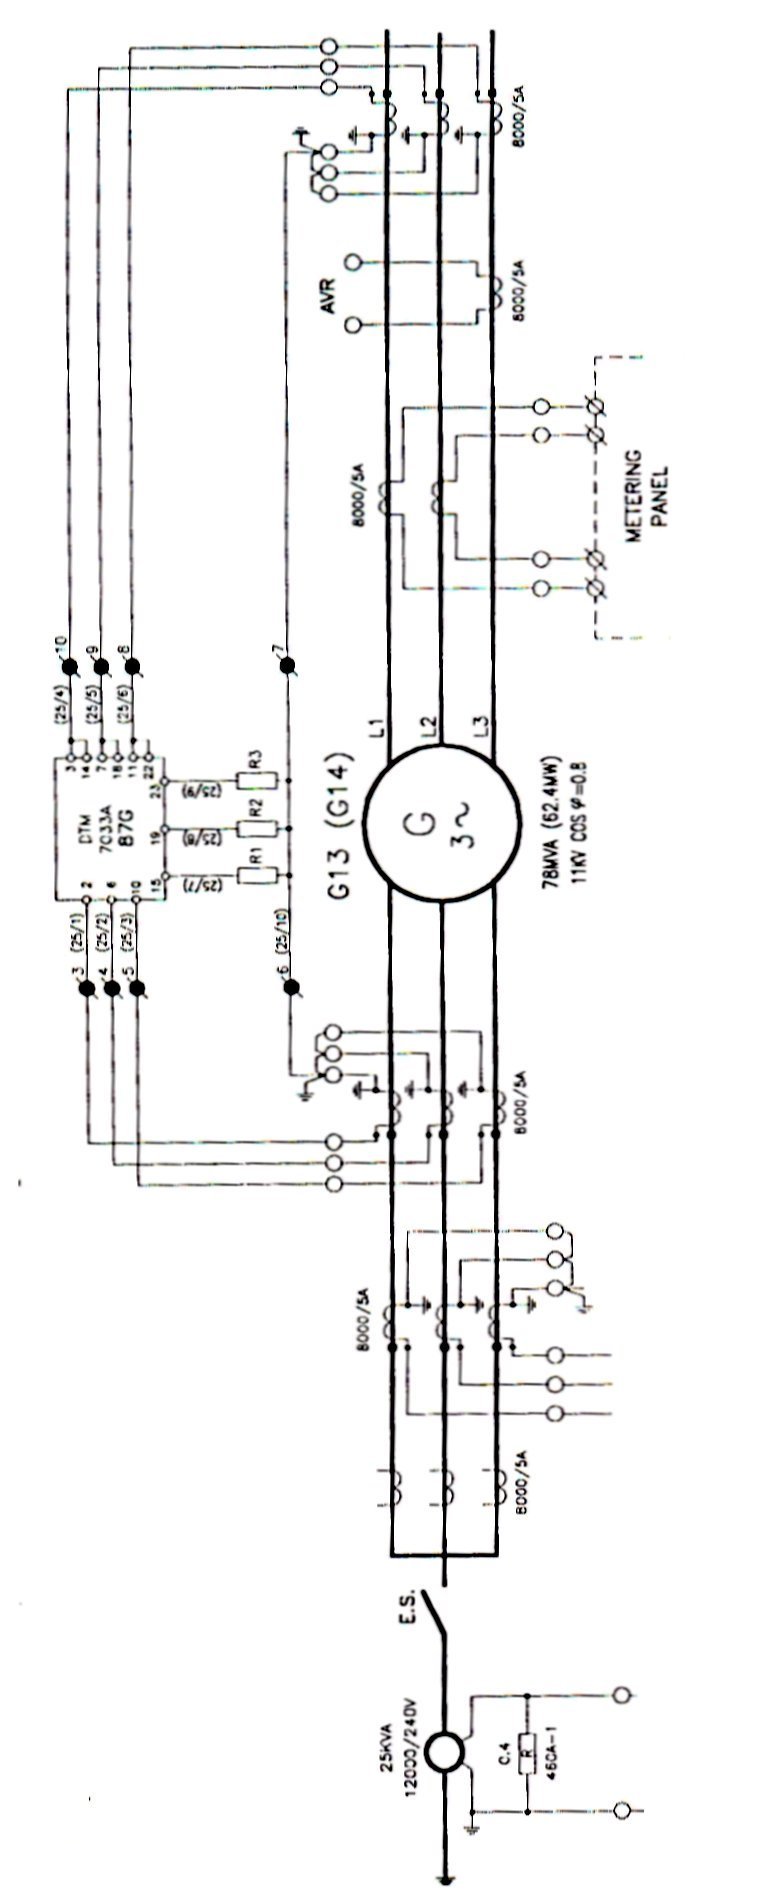 8000/5A
AVR
8000/5A
8000/5A
METERING
PANEL
10
9
8
7
(25/4)
(25/5)
(25/6)
L1
L2
L3
3
14
7
18
11
22
DTM
7033A
87G
23
19
15
(25/9)
(25/8)
(25/7)
R3
R2
R1
2
6
10
G13 (G14)
G
3~
78MVA (62.4MW)
11KV COS φ=0.8
(25/1)
(25/2)
(25/3)
(25/10)
3
4
5
6
8000/5A
8000/5A
8000/5A
E.S.
25KVA
12000/240V
C.4
R
460A-1